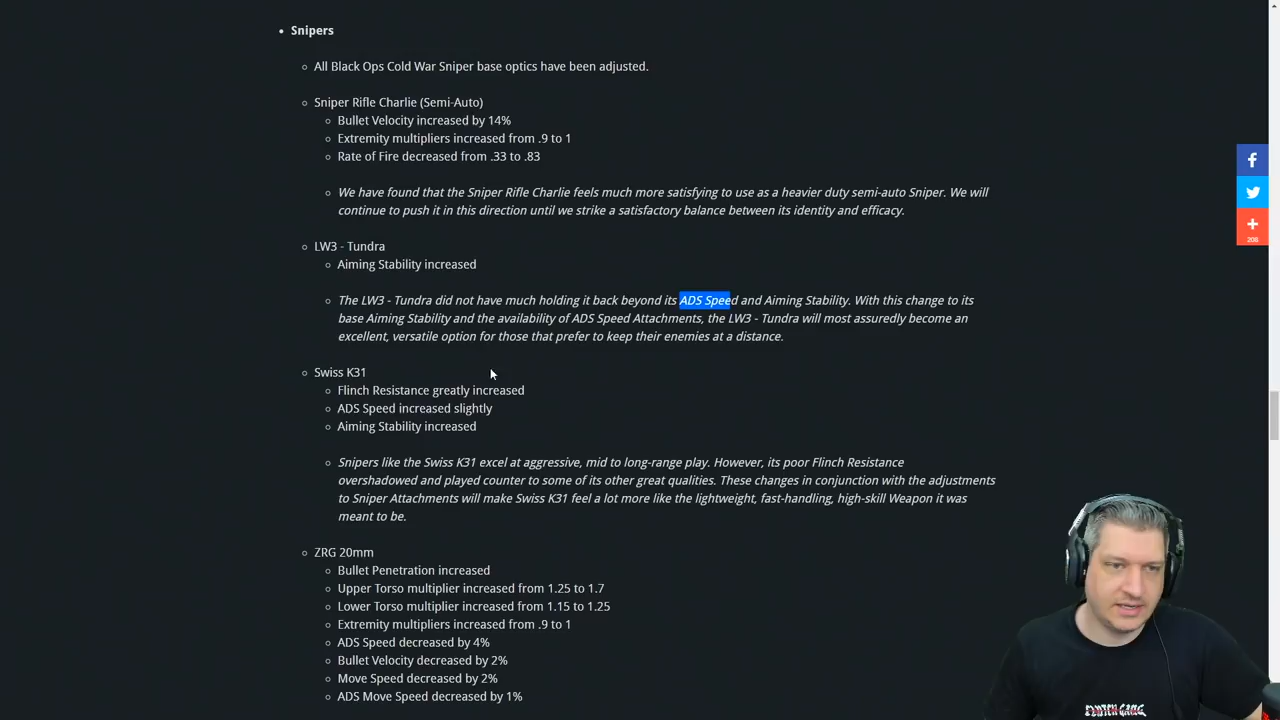 Snipers
All Black Ops Cold War Sniper base optics have been adjusted.
Sniper Rifle Charlie (Semi-Auto)
Bullet Velocity increased by 14%
Extremity multipliers increased from .9 to 1
Rate of Fire decreased from .33 to .83
We have found that the Sniper Rifle Charlie feels much more satisfying to use as a heavier duty semi-auto Sniper. We will
continue to push it in this direction until we strike a satisfactory balance between its identity and efficacy.
LW3 - Tundra
Aiming Stability increased
The LW3 - Tundra did not have much holding it back beyond its ADS Speed and Aiming Stability. With this change to its
base Aiming Stability and the availability of ADS Speed Attachments, the LW3 - Tundra will most assuredly become an
excellent, versatile option for those that prefer to keep their enemies at a distance.
Swiss K31
Flinch Resistance greatly increased
ADS Speed increased slightly
Aiming Stability increased
Snipers like the Swiss K31 excel at aggressive, mid to long-range play. However, its poor Flinch Resistance
overshadowed and played counter to some of its other great qualities. These changes in conjunction with the adjustments
to Sniper Attachments will make Swiss K31 feel a lot more like the lightweight, fast-handling, high-skill Weapon it was
meant to be.
ZRG 20mm
Bullet Penetration increased
Upper Torso multiplier increased from 1.25 to 1.7
Lower Torso multiplier increased from 1.15 to 1.25
Extremity multipliers increased from .9 to 1
ADS Speed decreased by 4%
Bullet Velocity decreased by 2%
Move Speed decreased by 2%
ADS Move Speed decreased by 1%